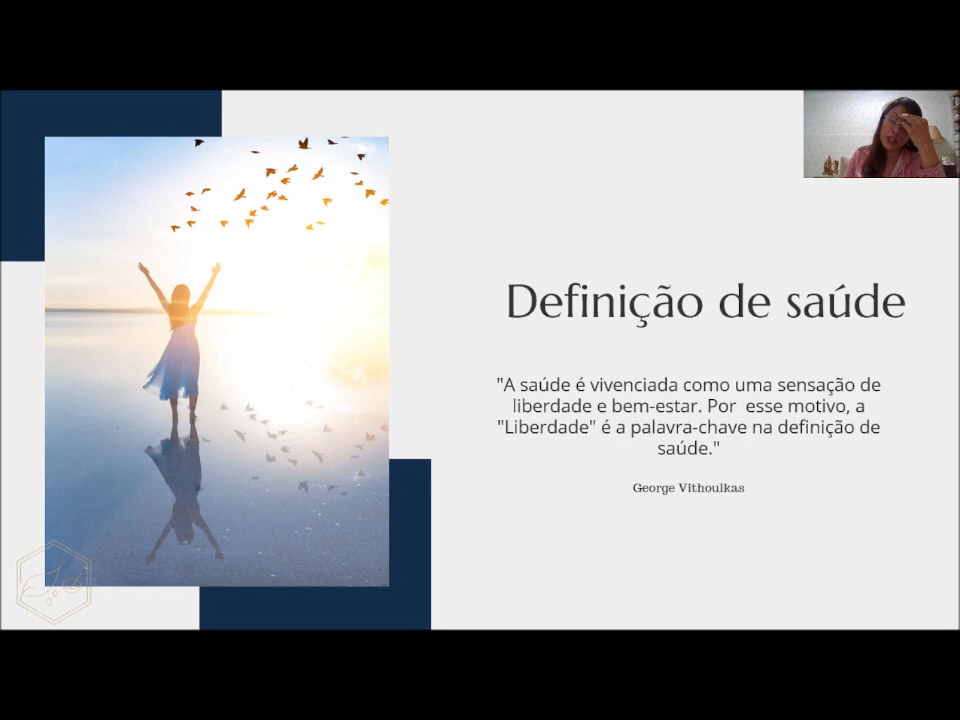 Definição de saúde
"A saúde é vivenciada como uma sensação de
liberdade e bem-estar. Por  esse motivo, a
"Liberdade" é a palavra-chave na definição de
saúde."
George Vithoulkas